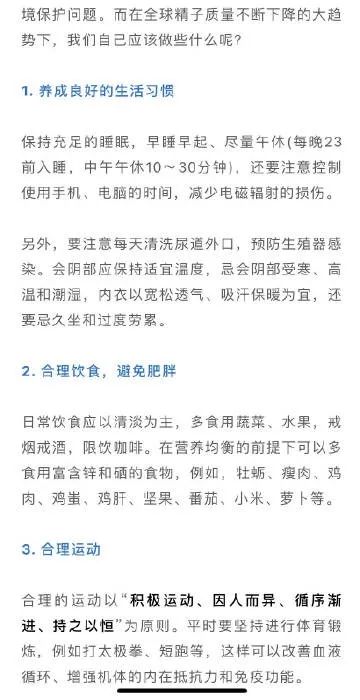 境保护问题。而在全球精子质量不断下降的大趋
势下，我们自己应该做些什么呢？
1. 养成良好的生活习惯
保持充足的睡眠，早睡早起、尽量午休(每晚23
前入睡，中午午休10～30分钟)，还要注意控制
使用手机、电脑的时间，减少电磁辐射的损伤。
另外，要注意每天清洗尿道外口，预防生殖器感
染。会阴部应保持适宜温度，忌会阴部受寒、高
温和潮湿，内衣以宽松透气、吸汗保暖为宜，还
要忌久坐和过度劳累。
2. 合理饮食，避免肥胖
日常饮食应以清淡为主，多食用蔬菜、水果，戒
烟戒酒，限饮咖啡。在营养均衡的前提下可以多
食用富含锌和硒的食物，例如，牡蛎、瘦肉、鸡
肉、鸡蛋、鸡肝、坚果、番茄、小米、萝卜等。
3. 合理运动
合理的运动以“积极运动、因人而异、循序渐
进、持之以恒”为原则。平时要坚持进行体育锻
炼，例如打太极拳、短跑等，这样可以改善血液
循环、增强机体的内在抵抗力和免疫功能。